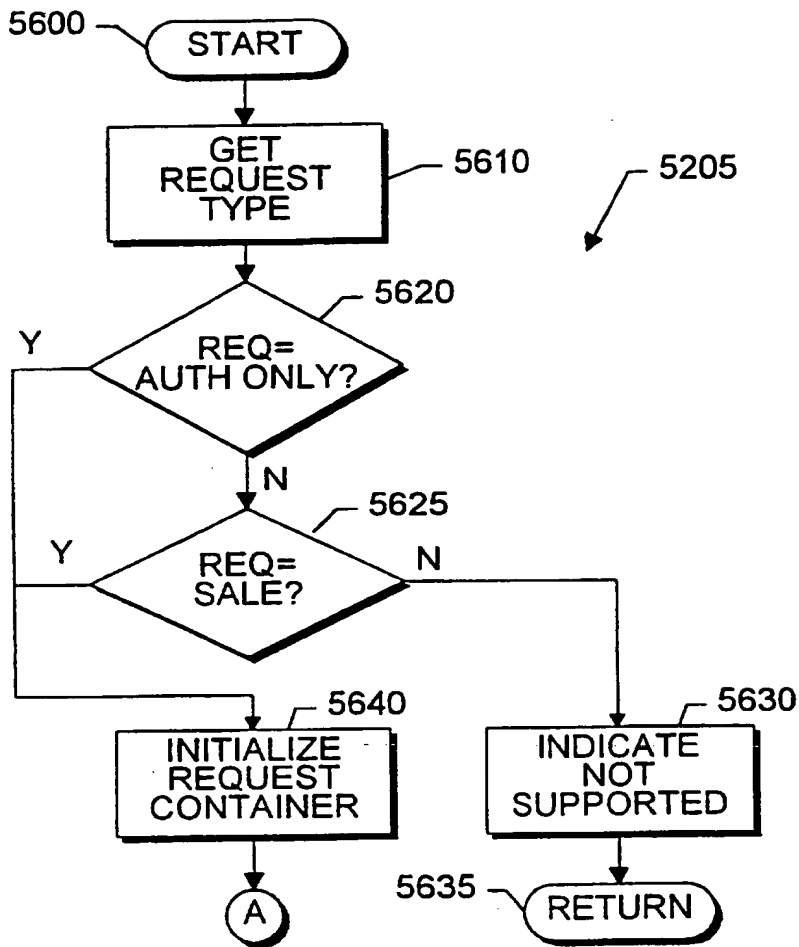 5600
START
GET
REQUEST
TYPE
5610
5205
5620
Y
REQ=
AUTH ONLY?
N
5625
Y
REQ=
SALE?
N
5640
INITIALIZE
REQUEST
CONTAINER
5630
INDICATE
NOT
SUPPORTED
A
5635
RETURN